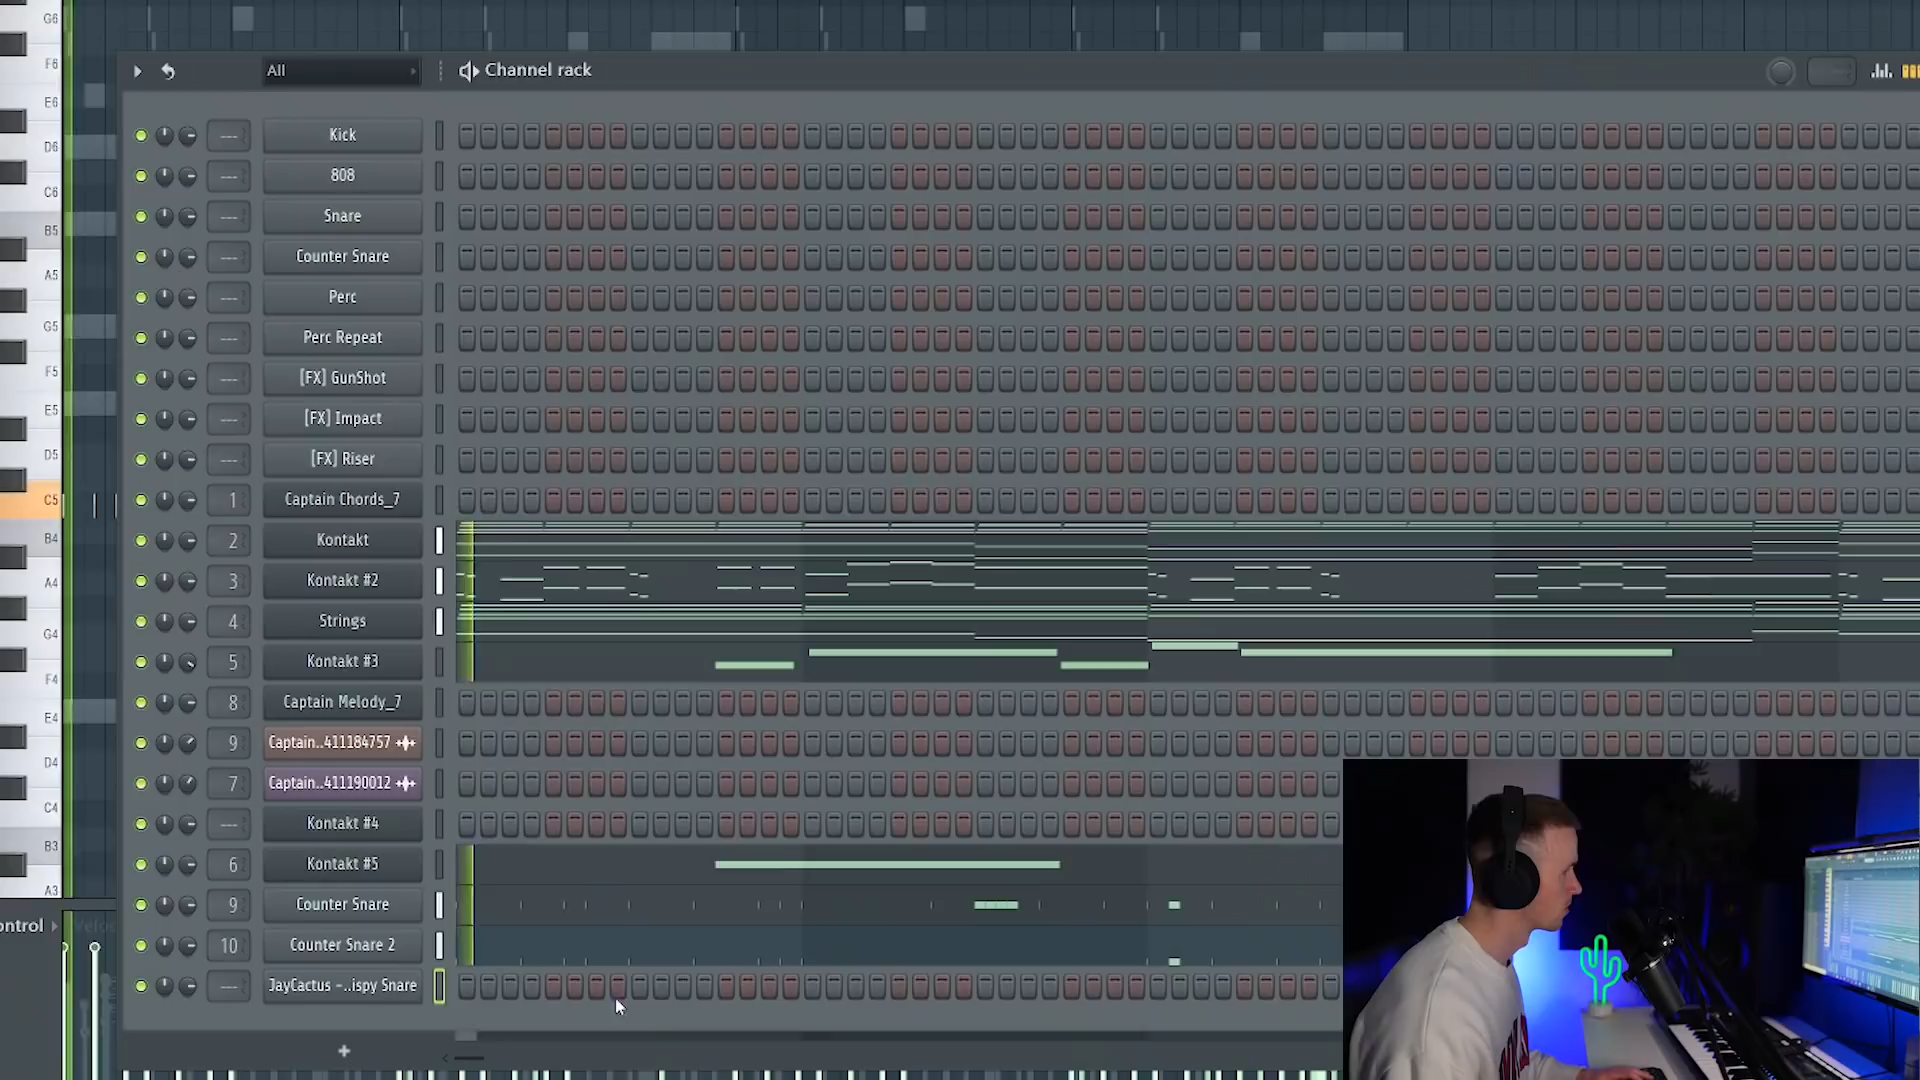 All
Channel rack
Kick
808
Snare
Counter Snare
Perc
Perc Repeat
[FX] GunShot
[FX] Impact
[FX] Riser
1 Captain Chords_7
2 Kontakt
3 Kontakt #2
4 Strings
5 Kontakt #3
8 Captain Melody_7
9 Captain..411184757
7 Captain..411190012
Kontakt #4
6 Kontakt #5
9 Counter Snare
10 Counter Snare 2
JayCactus -..ispy Snare
G6
F6
E6
D6
C6
B5
A5
G5
F5
E5
D5
C5
B4
A4
G4
F4
E4
D4
C4
B3
A3
ontrol